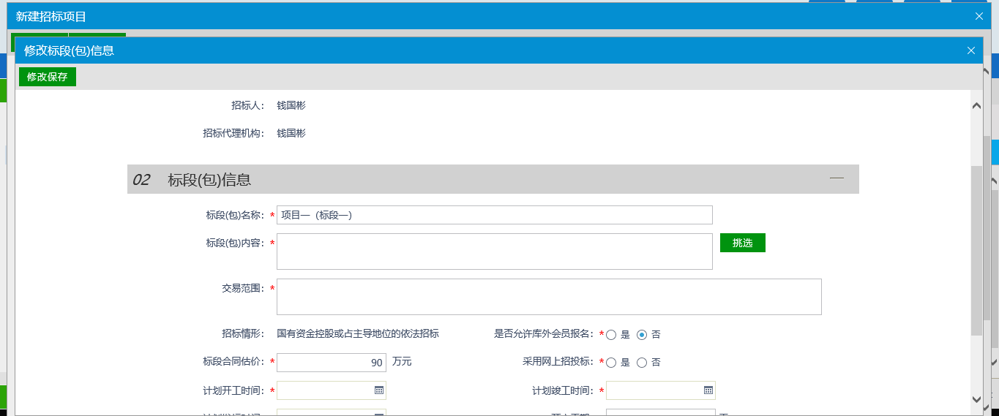 新建招标项目
修改标段(包)信息
修改保存
招标人： 钱国彬
招标代理机构： 钱国彬
02 标段(包)信息
标段(包)名称： * 项目一（标段一）
标段(包)内容： * 挑选
交易范围： *
招标情形： 国有资金控股或占主导地位的依法招标 是否允许库外会员报名： * 是 否
标段合同估价： * 90 万元 采用网上招投标： * 是 否
计划开工时间： * 计划竣工时间： *